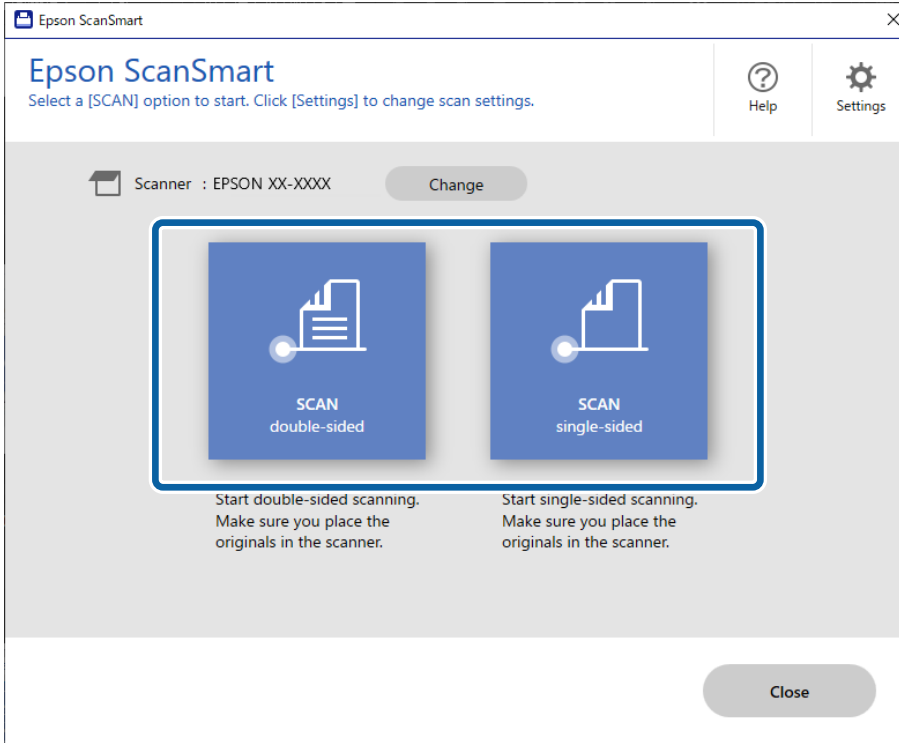 Epson ScanSmart
Epson ScanSmart
Select a [SCAN] option to start. Click [Settings] to change scan settings.
Help
Settings
Scanner : EPSON XX-XXXX
Change
SCAN
double-sided
SCAN
single-sided
Start double-sided scanning.
Make sure you place the
originals in the scanner.
Start single-sided scanning.
Make sure you place the
originals in the scanner.
Close